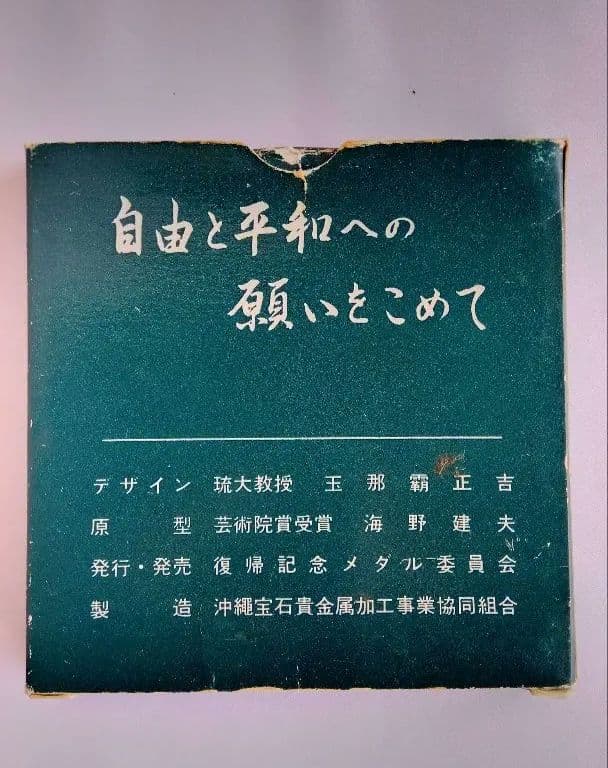 自由と平和への
願いをこめて
デザイン 琉大教授 玉那覇正吉
原型 芸術院賞受賞 海野建夫
発行・発売 復帰記念メダル委員会
製造 沖縄宝石貴金属加工事業協同組合